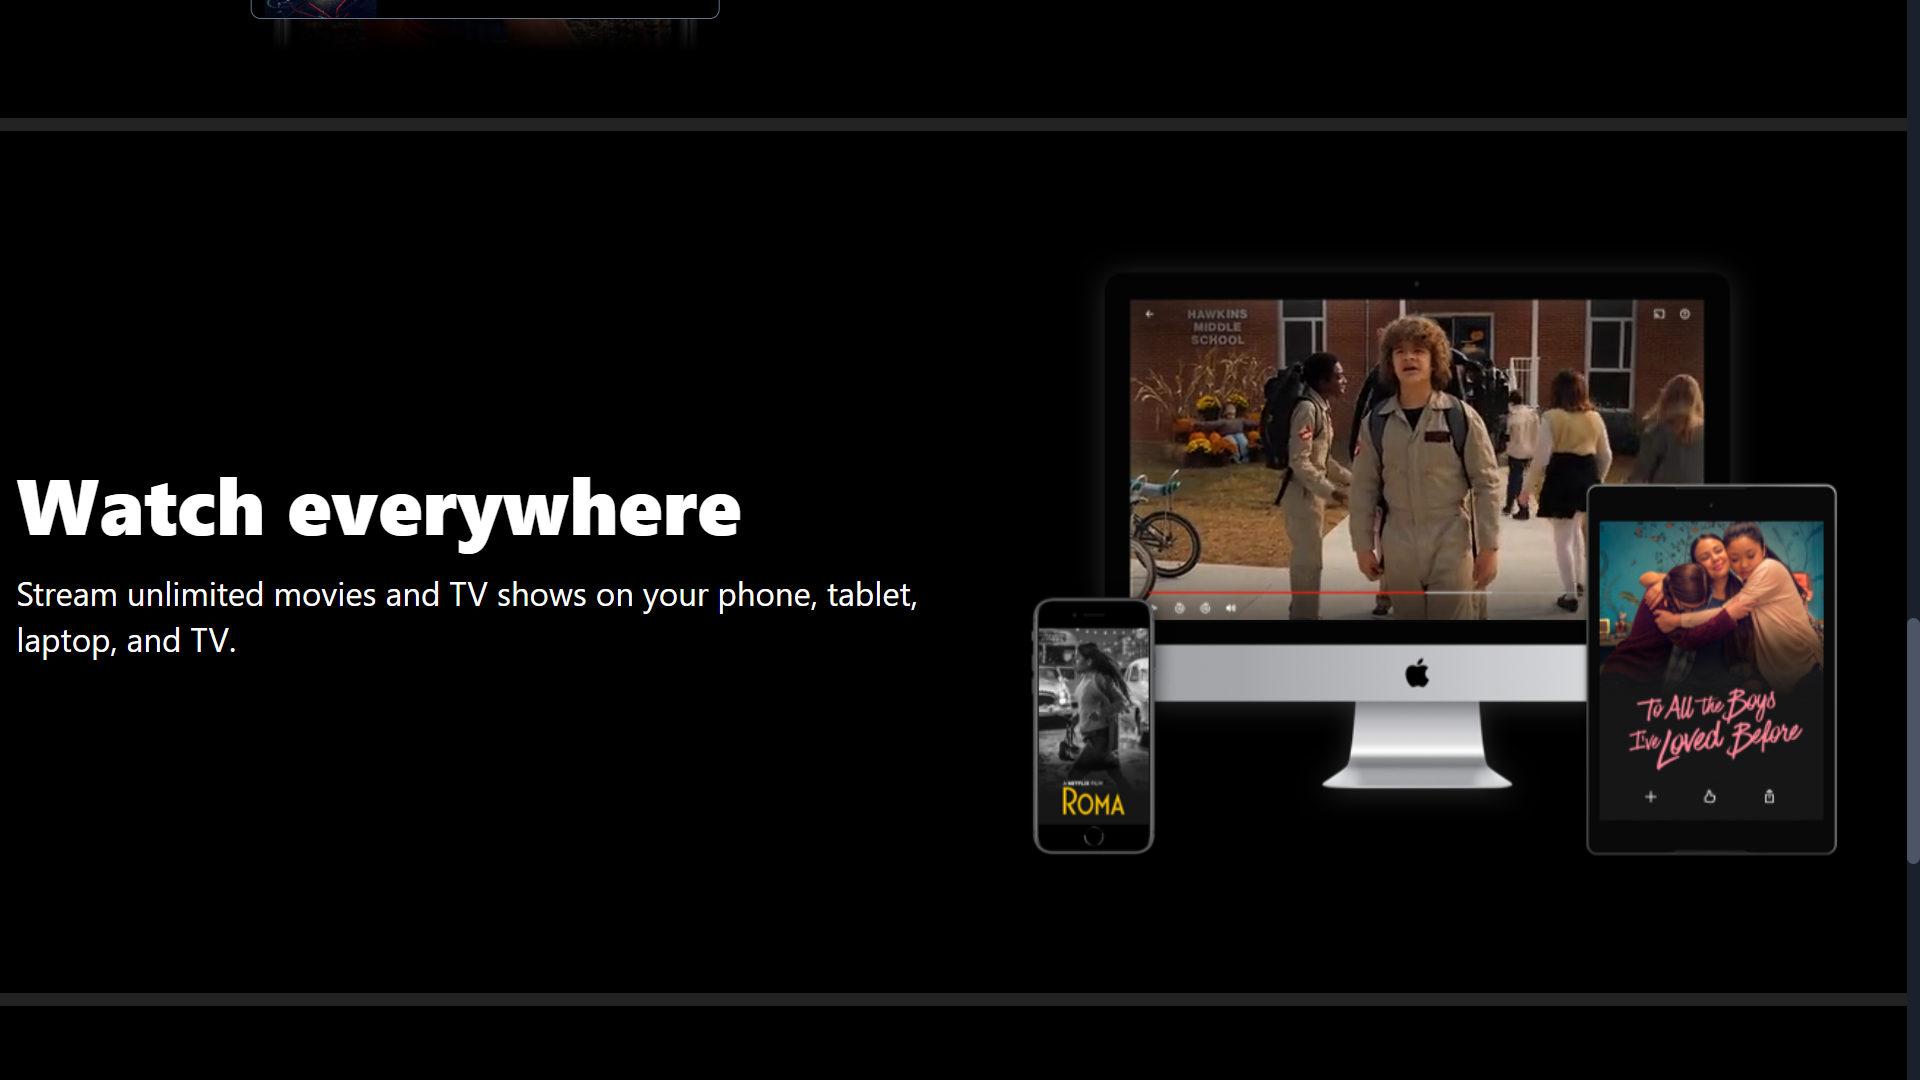 Watch everywhere
Stream unlimited movies and TV shows on your phone, tablet,
laptop, and TV.
HAWKINS
MIDDLE
SCHOOL
A NETFLIX FILM
ROMA
To All the Boys
I've Loved Before